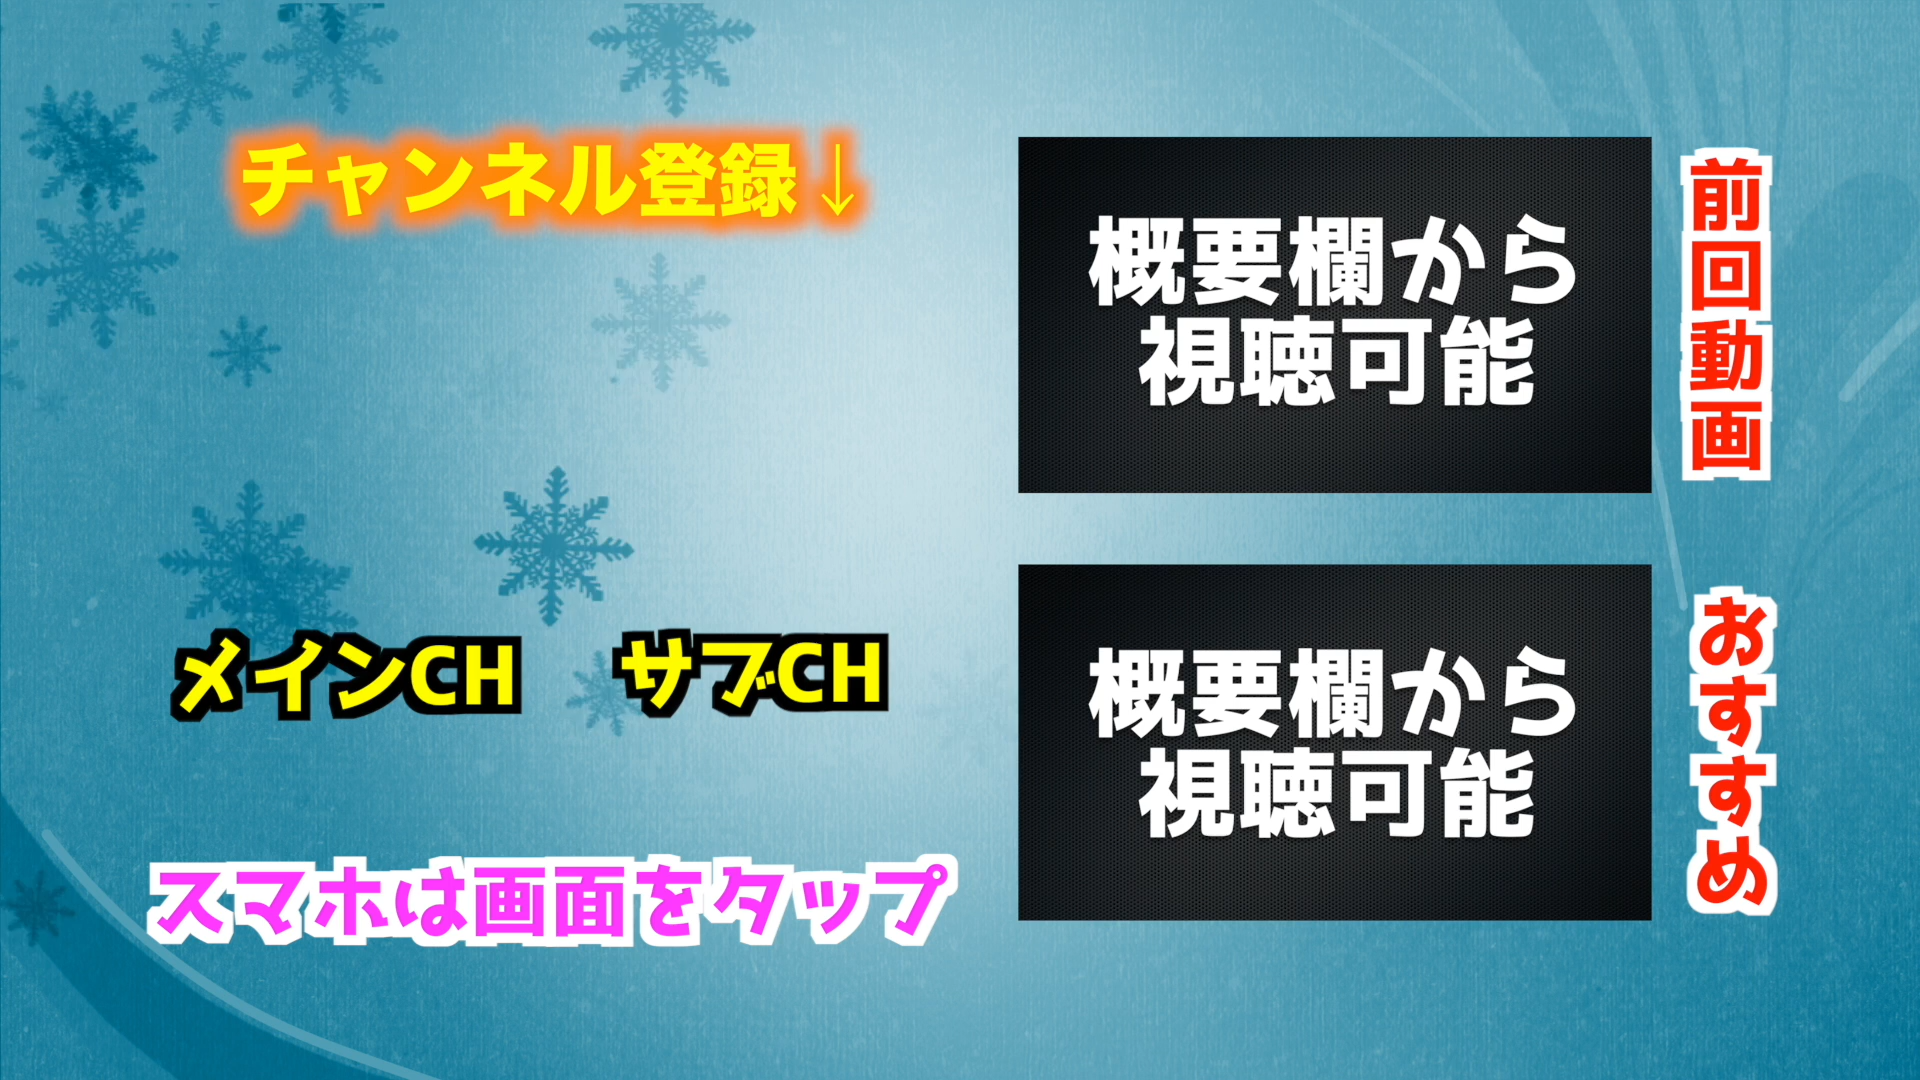 チャンネル登録↓
メインCH
サブCH
スマホは画面をタップ
概要欄から
視聴可能
前回動画
概要欄から
視聴可能
おすすめ